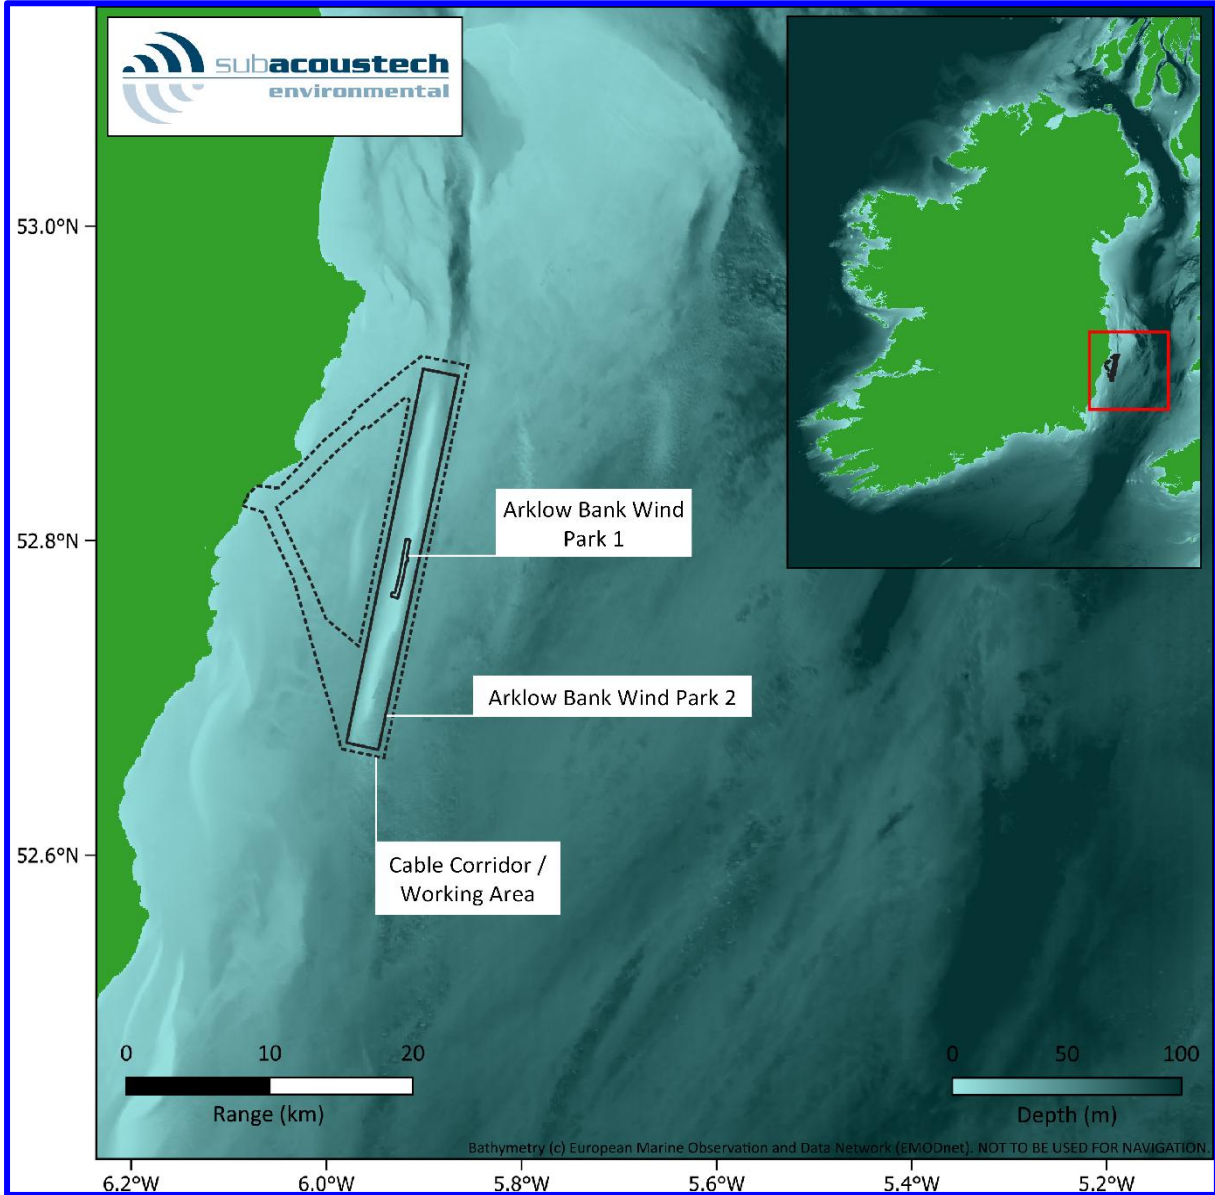 subacoustech
environmental
53.0°N
52.8°N
52.6°N
Arklow Bank Wind
Park 1
Arklow Bank Wind Park 2
Cable Corridor /
Working Area
0 10 20
Range (km)
0 50 100
Depth (m)
Bathymetry (c) European Marine Observation and Data Network (EMODnet). NOT TO BE USED FOR NAVIGATION.
6.2°W 6.0°W 5.8°W 5.6°W 5.4°W 5.2°W